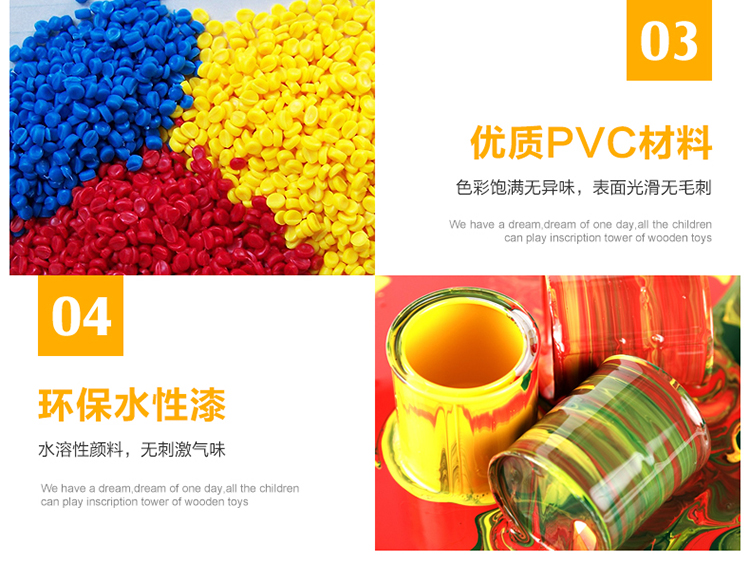 03
优质PVC材料
色彩饱满无异味，表面光滑无毛刺
We have a dream,dream of one day,all the children
can play inscription tower of wooden toys
04
环保水性漆
水溶性颜料，无刺激气味
We have a dream,dream of one day,all the children
can play inscription tower of wooden toys